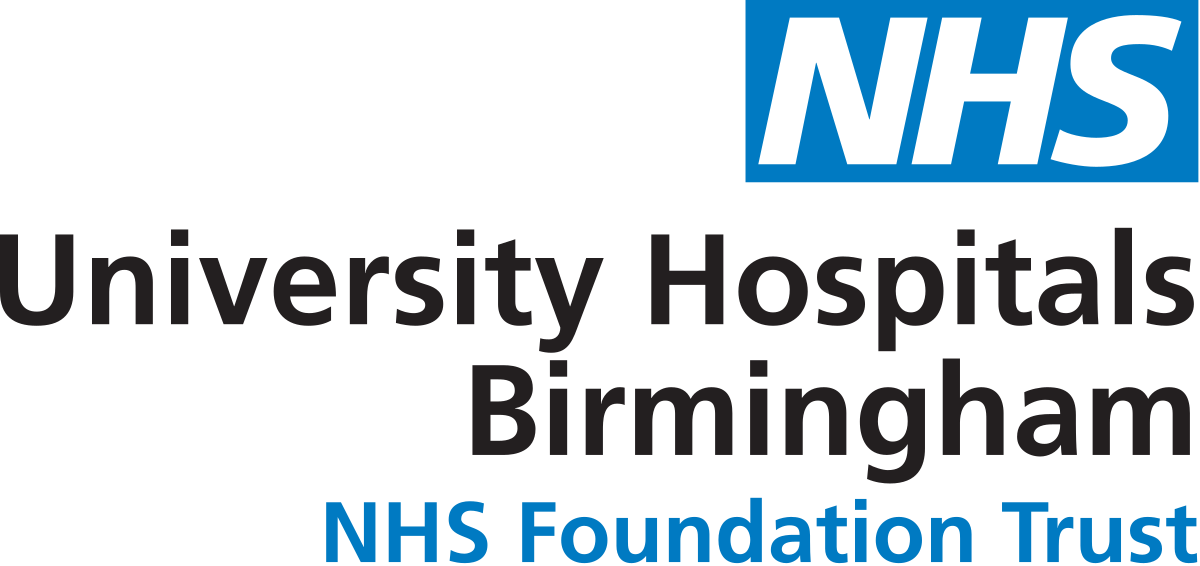 NHS
University Hospitals
Birmingham
NHS Foundation Trust